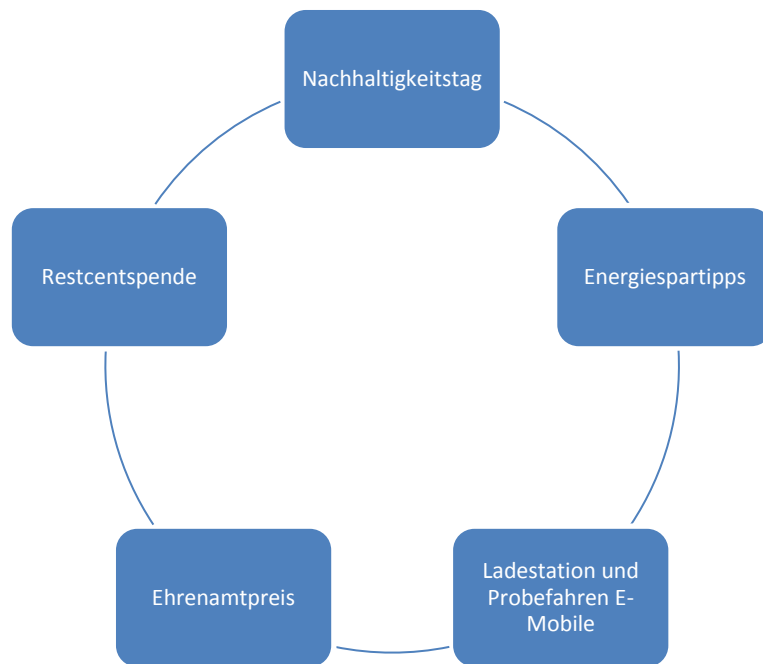 Nachhaltigkeitstag
Restcentspende
Energiespartipps
Ehrenamtpreis
Ladestation und
Probefahren E-
Mobile